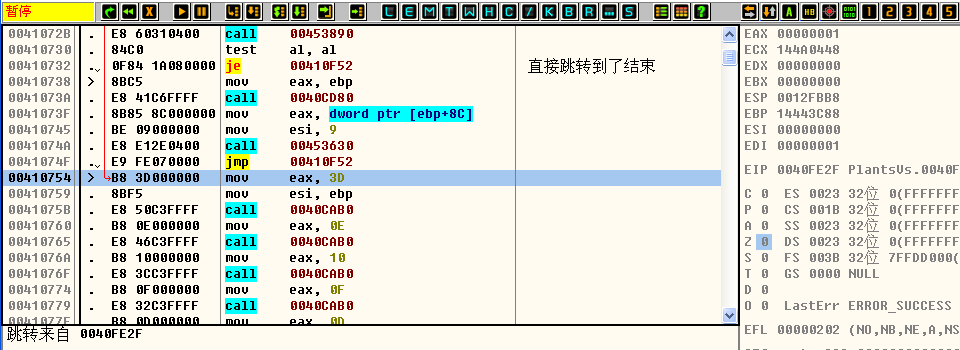 暂停 L E M T W H C / K B R ... S ? A HB 1 2 3 4 5
0041072B . E8 60310400 call 00453890
00410730 . 84C0 test al, al
00410732 . 0F84 1A080000 je 00410F52
00410738 > 8BC5 mov eax, ebp
0041073A . E8 41C6FFFF call 0040CD80
0041073F . 8B85 8C000000 mov eax, dword ptr [ebp+8C]
00410745 . BE 09000000 mov esi, 9
0041074A . E8 E12E0400 call 00453630
0041074F . E9 FE070000 jmp 00410F52
00410754 > B8 3D000000 mov eax, 3D
00410759 . 8BF5 mov esi, ebp
0041075B . E8 50C3FFFF call 0040CAB0
00410760 . B8 0E000000 mov eax, 0E
00410765 . E8 46C3FFFF call 0040CAB0
0041076A . B8 10000000 mov eax, 10
0041076F . E8 3CC3FFFF call 0040CAB0
00410774 . B8 0F000000 mov eax, 0F
00410779 . E8 32C3FFFF call 0040CAB0
0041077E . B8 0D000000 mov eax, 0D
直接跳转到了结束
跳转来自 0040FE2F
EAX 00000001
ECX 144A0448
EDX 00000000
EBX 00000000
ESP 0012FBB8
EBP 14443C88
ESI 00000000
EDI 00000001
EIP 0040FE2F PlantsVs.0040F
C 0 ES 0023 32位 0(FFFFFFF
P 0 CS 001B 32位 0(FFFFFFF
A 0 SS 0023 32位 0(FFFFFFF
Z 0 DS 0023 32位 0(FFFFFFF
S 0 FS 003B 32位 7FFDD000(
T 0 GS 0000 NULL
D 0
O 0 LastErr ERROR_SUCCESS
EFL 00000202 (NO,NB,NE,A,NS